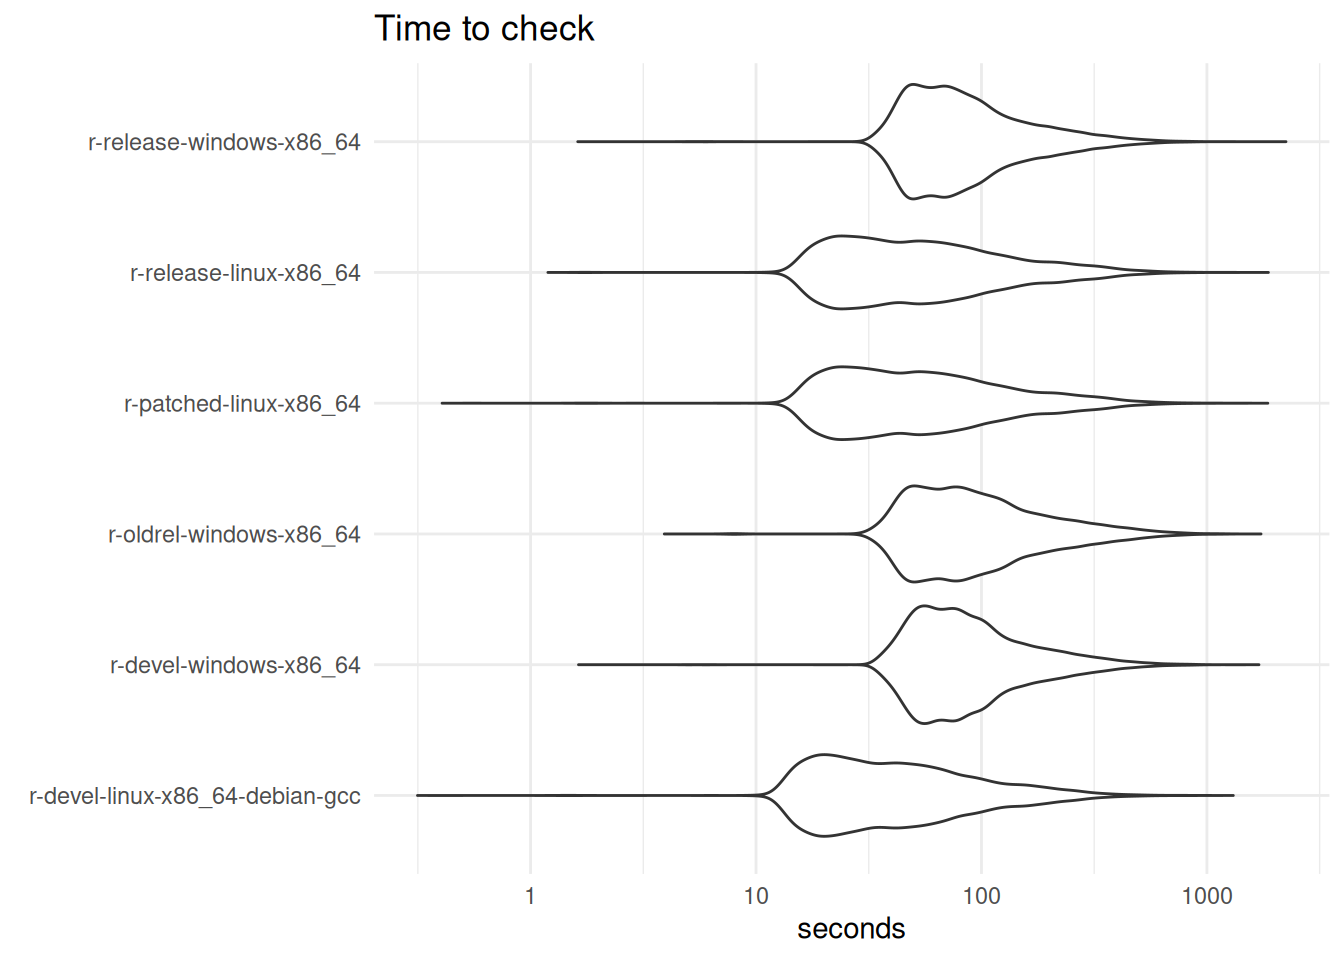 Time to check
r-release-windows-x86_64
r-release-linux-x86_64
r-patched-linux-x86_64
r-oldrel-windows-x86_64
r-devel-windows-x86_64
r-devel-linux-x86_64-debian-gcc
1 10 100 1000
seconds